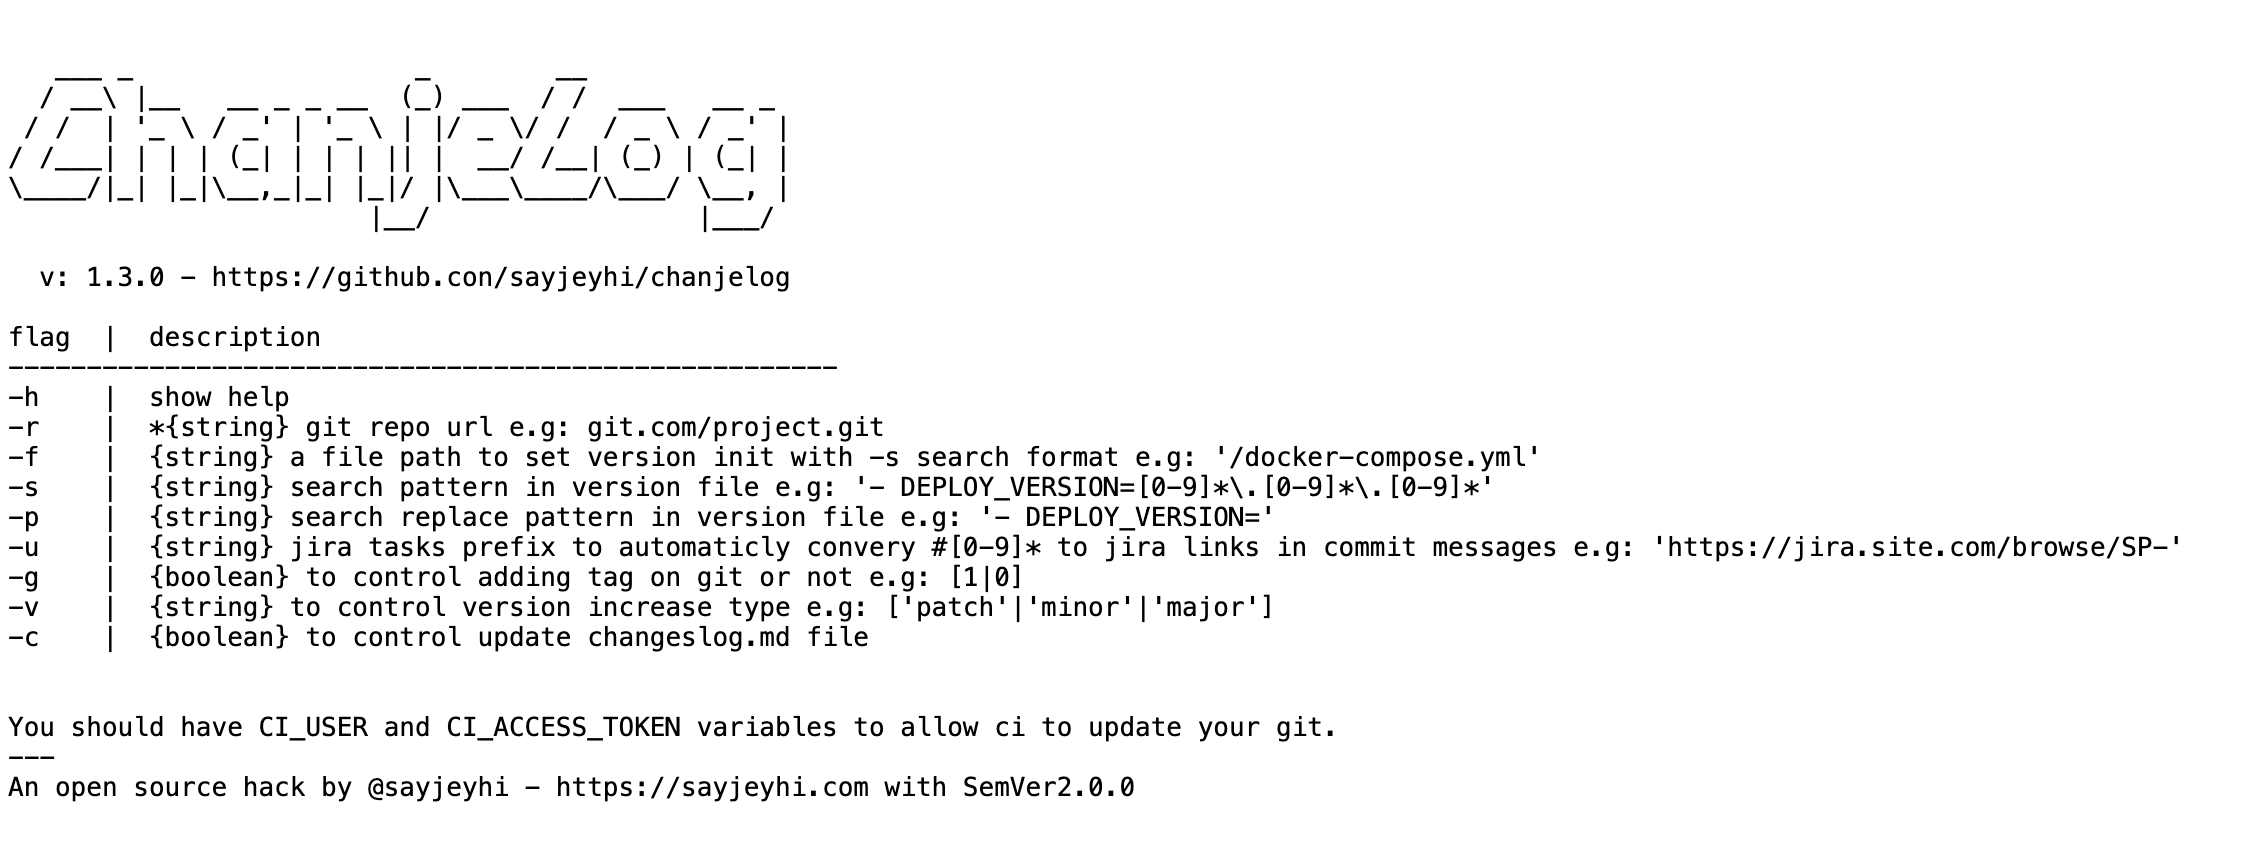 ChanjeLog
v: 1.3.0 - https://github.con/sayjeyhi/chanjelog
flag | description
-----------------------------------------------------
-h | show help
-r | *{string} git repo url e.g: git.com/project.git
-f | {string} a file path to set version init with -s search format e.g: '/docker-compose.yml'
-s | {string} search pattern in version file e.g: '- DEPLOY_VERSION=[0-9]*\.[0-9]*\.[0-9]*'
-p | {string} search replace pattern in version file e.g: '- DEPLOY_VERSION='
-u | {string} jira tasks prefix to automaticly convery #[0-9]* to jira links in commit messages e.g: 'https://jira.site.com/browse/SP-'
-g | {boolean} to control adding tag on git or not e.g: [1|0]
-v | {string} to control version increase type e.g: ['patch'|'minor'|'major']
-c | {boolean} to control update changeslog.md file
You should have CI_USER and CI_ACCESS_TOKEN variables to allow ci to update your git.
---
An open source hack by @sayjeyhi - https://sayjeyhi.com with SemVer2.0.0